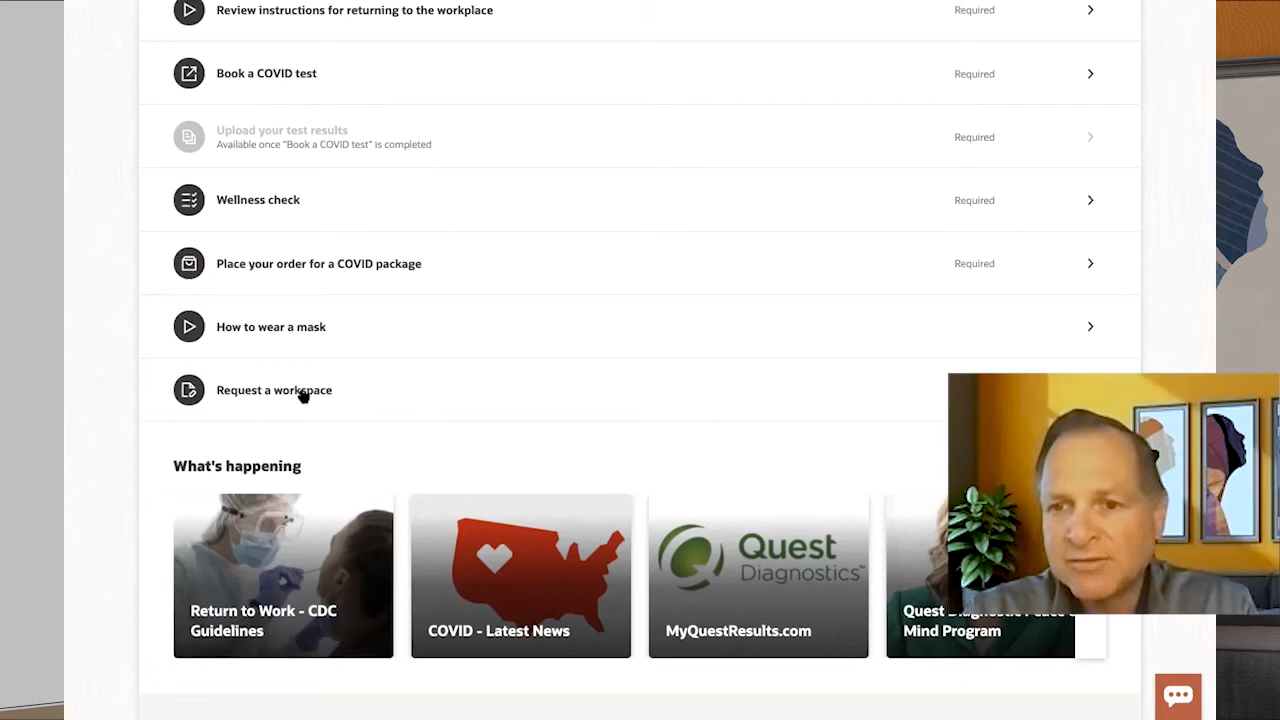 Review instructions for returning to the workplace
Required
Book a COVID test
Required
Upload your test results
Available once "Book a COVID test" is completed
Required
Wellness check
Required
Place your order for a COVID package
Required
How to wear a mask
Request a workspace
What's happening
Return to Work - CDC
Guidelines
COVID - Latest News
Quest
Diagnostics™
MyQuestResults.com
Quest
Mind Program